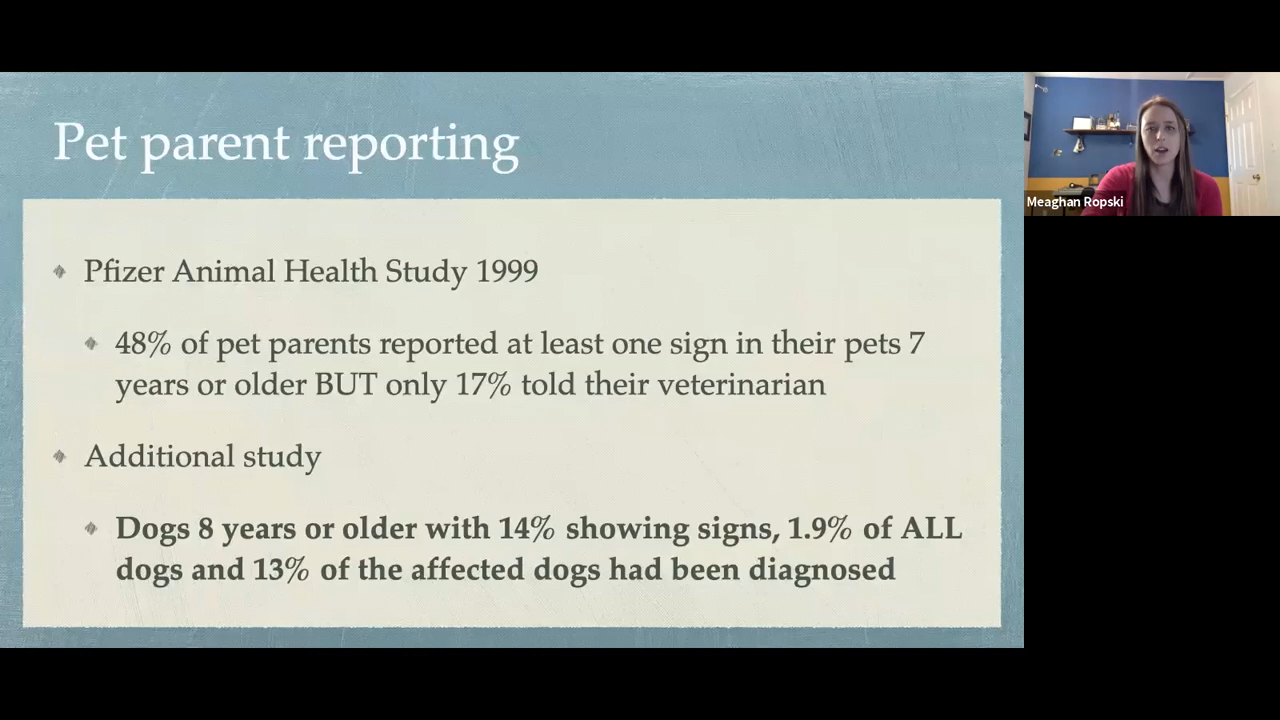 Pet parent reporting
Pfizer Animal Health Study 1999
48% of pet parents reported at least one sign in their pets 7
years or older BUT only 17% told their veterinarian
Additional study
Dogs 8 years or older with 14% showing signs, 1.9% of ALL
dogs and 13% of the affected dogs had been diagnosed
Meaghan Ropski